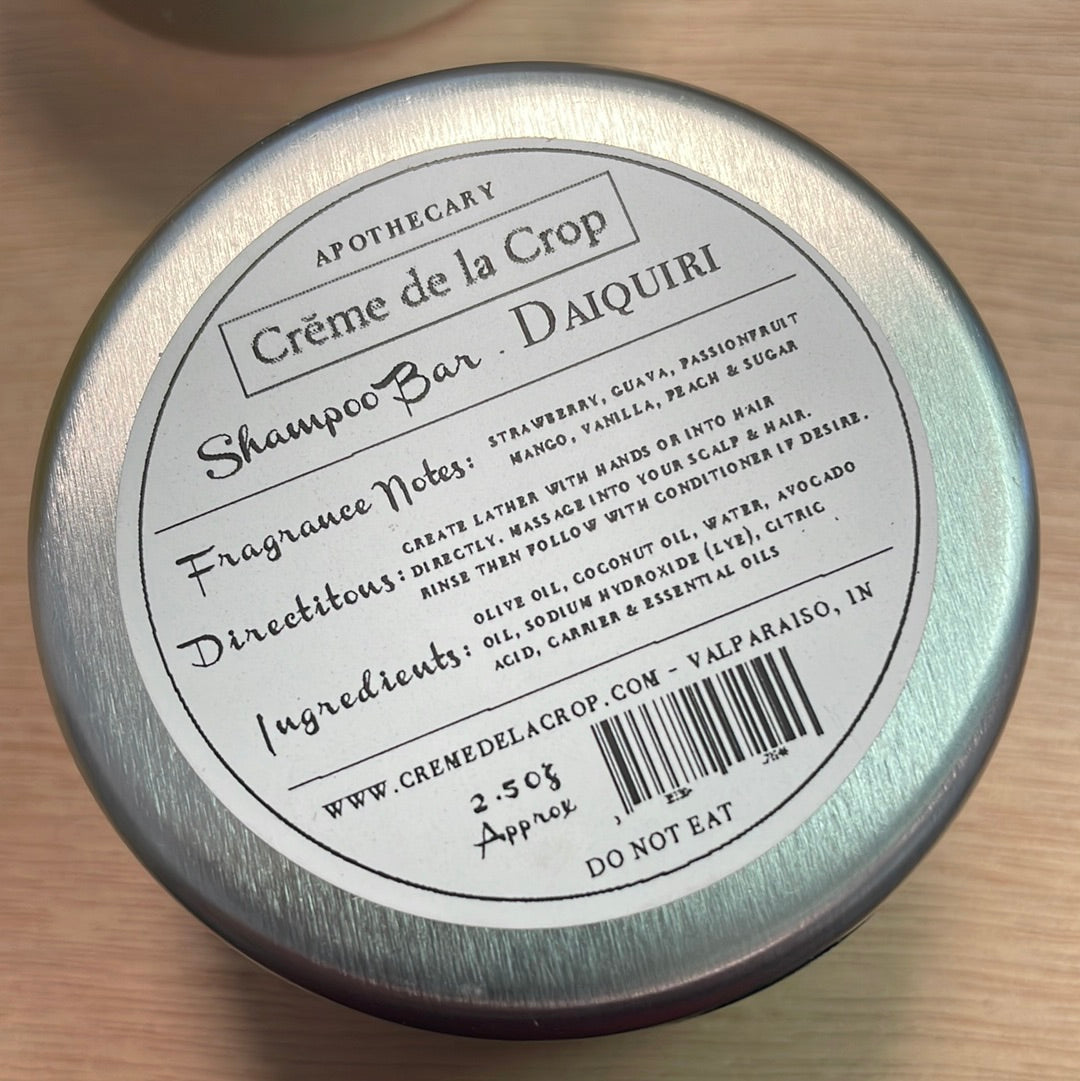 APOTHECARY
Crĕme de la Crop
Shampoo Bar . DAIQUIRI
Fragrance Notes: STRAWBERRY, GUAVA, PASSIONFRUIT
MANGO, VANILLA, PEACH & SUGAR
Directitons: CREATE LATHER WITH HANDS OR INTO HAIR
DIRECTLY. MASSAGE INTO YOUR SCALP & HAIR.
RINSE THEN FOLLOW WITH CONDITIONER IF DESIRE.
Ingredients: OLIVE OIL, COCONUT OIL, WATER, AVOCADO
OIL, SODIUM HYDROXIDE (LYE), CITRIC
ACID, CARRIER & ESSENTIAL OILS
WWW.CREMEDELACROP.COM - VALPARAISO, IN
2.50z
Approx
DO NOT EAT